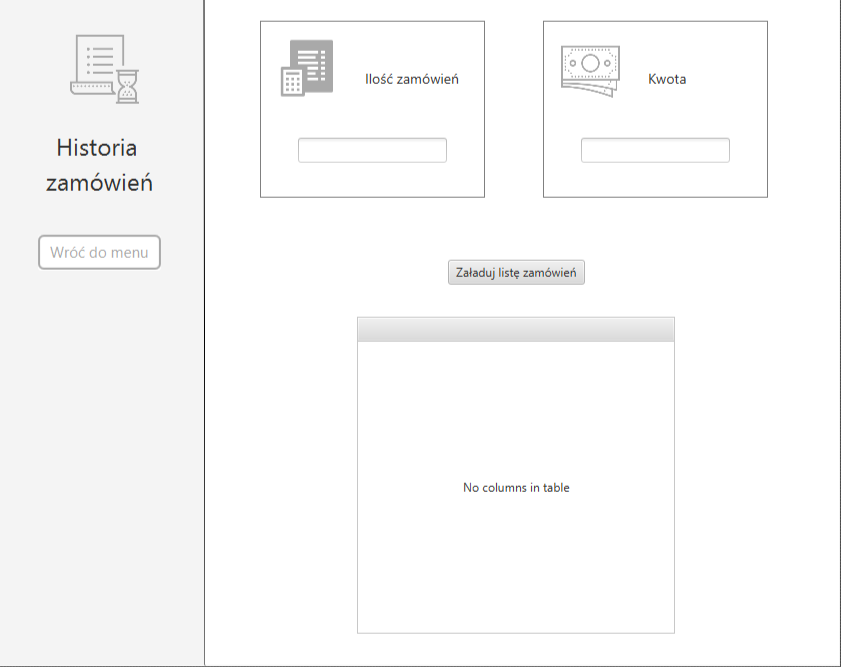 Historia
zamówień
Wróć do menu
Ilość zamówień
Kwota
Załaduj listę zamówień
No columns in table